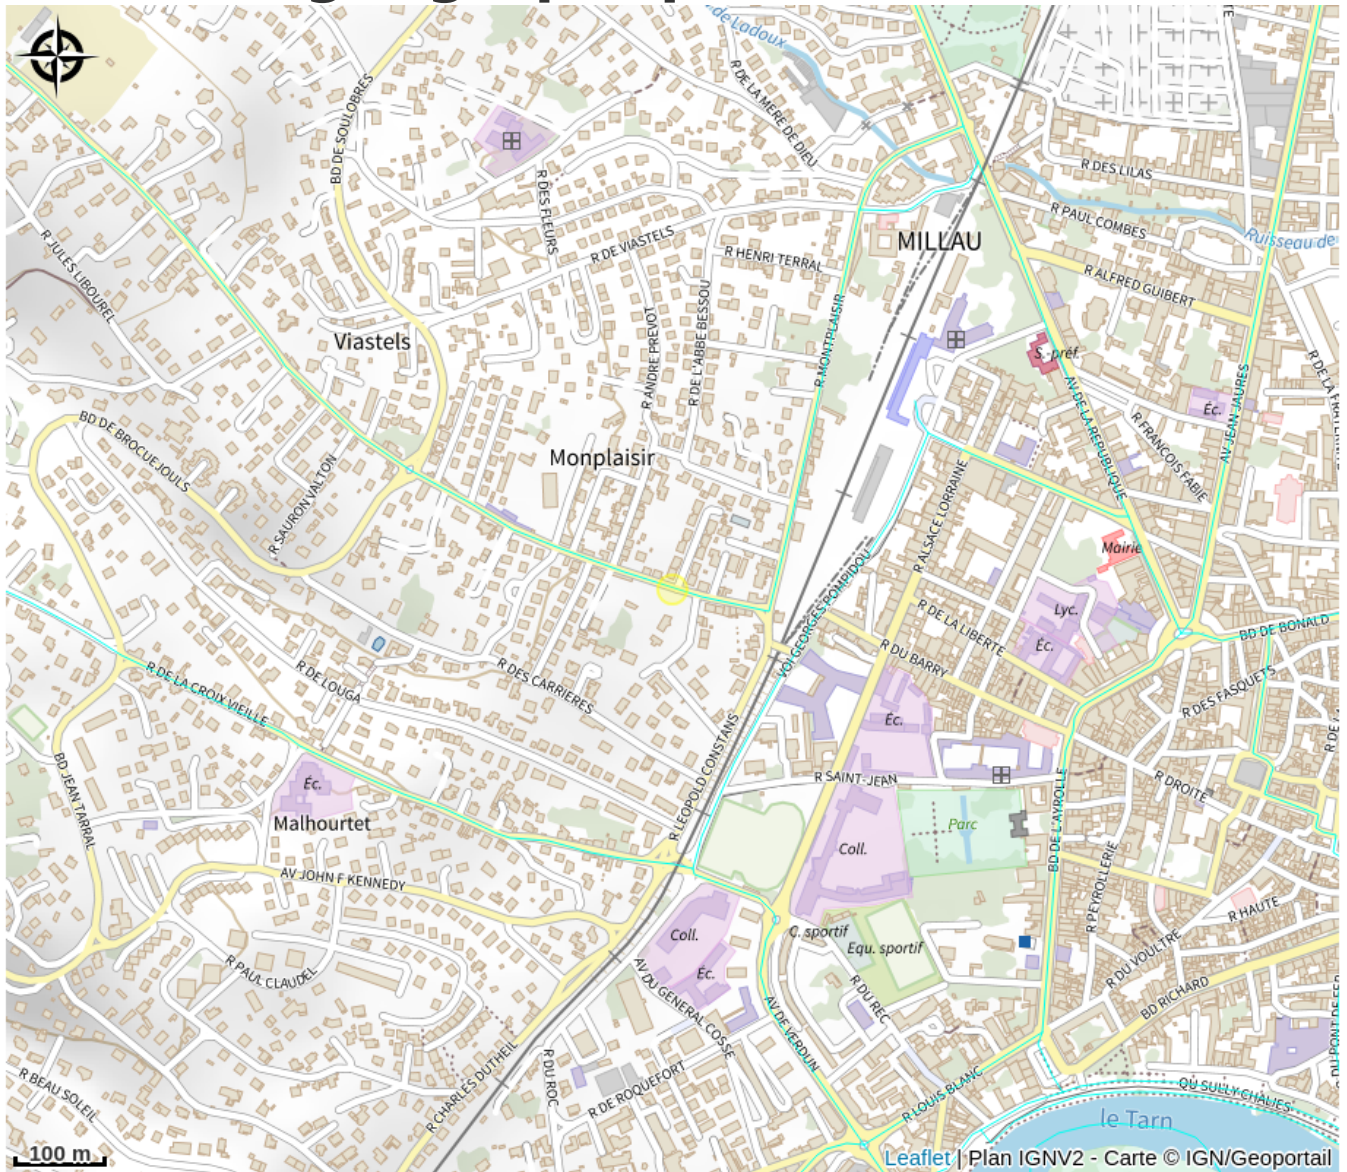 de Ladoux
R DE LA MERE DE DIEU
BD DE SOULOBRES
R DES LILAS
R DES FLEURS
R PAUL COMBES
Ruisseau de
R JULES LIBOUREL
R DE VIASTELS
R HENRI TERRAL
MILLAU
R ALFRED GUIBERT
Viastels
R ANDRE PREVOT
R DE L'ABBE BESSOU
R MONTPLAISIR
S.-préf.
AV DE LA REPUBLIQUE
Éc.
R FRANCOIS FABIE
AV JEAN JAURES
BD DE BROCUEJOULS
Monplaisir
R SAURON VALTON
R ALSACE LORRAINE
Mairie
VOI GEORGES POMPIDOU
Lyc.
R DE LA LIBERTE
Éc.
BD DE BONALD
R DU BARRY
R DES FASQUETS
R DE LA CROIX VIEILLE
R DE LOUGA
R DES CARRIERES
Éc.
R LEOPOLD CONSTANS
R SAINT-JEAN
R DROITE
BD JEAN TARRAL
Éc.
Malhourtet
Parc
BD DE L'AYROLLE
Coll.
AV JOHN F KENNEDY
R PEYROLLERIE
R HAUTE
Coll.
C. sportif
Equ. sportif
R DU VOULTRE
Éc.
R PAUL CLAUDEL
AV DU GENERAL COSSE
R DU REC
BD RICHARD
AV DE VERDUN
R CHARLES DUTHEIL
R DU ROC
R DE ROQUEFORT
R LOUIS BLANC
R BEAU SOLEIL
QU SULLY-CHALIES
le Tarn
100 m
Leaflet | Plan IGNV2 - Carte © IGN/Geoportail